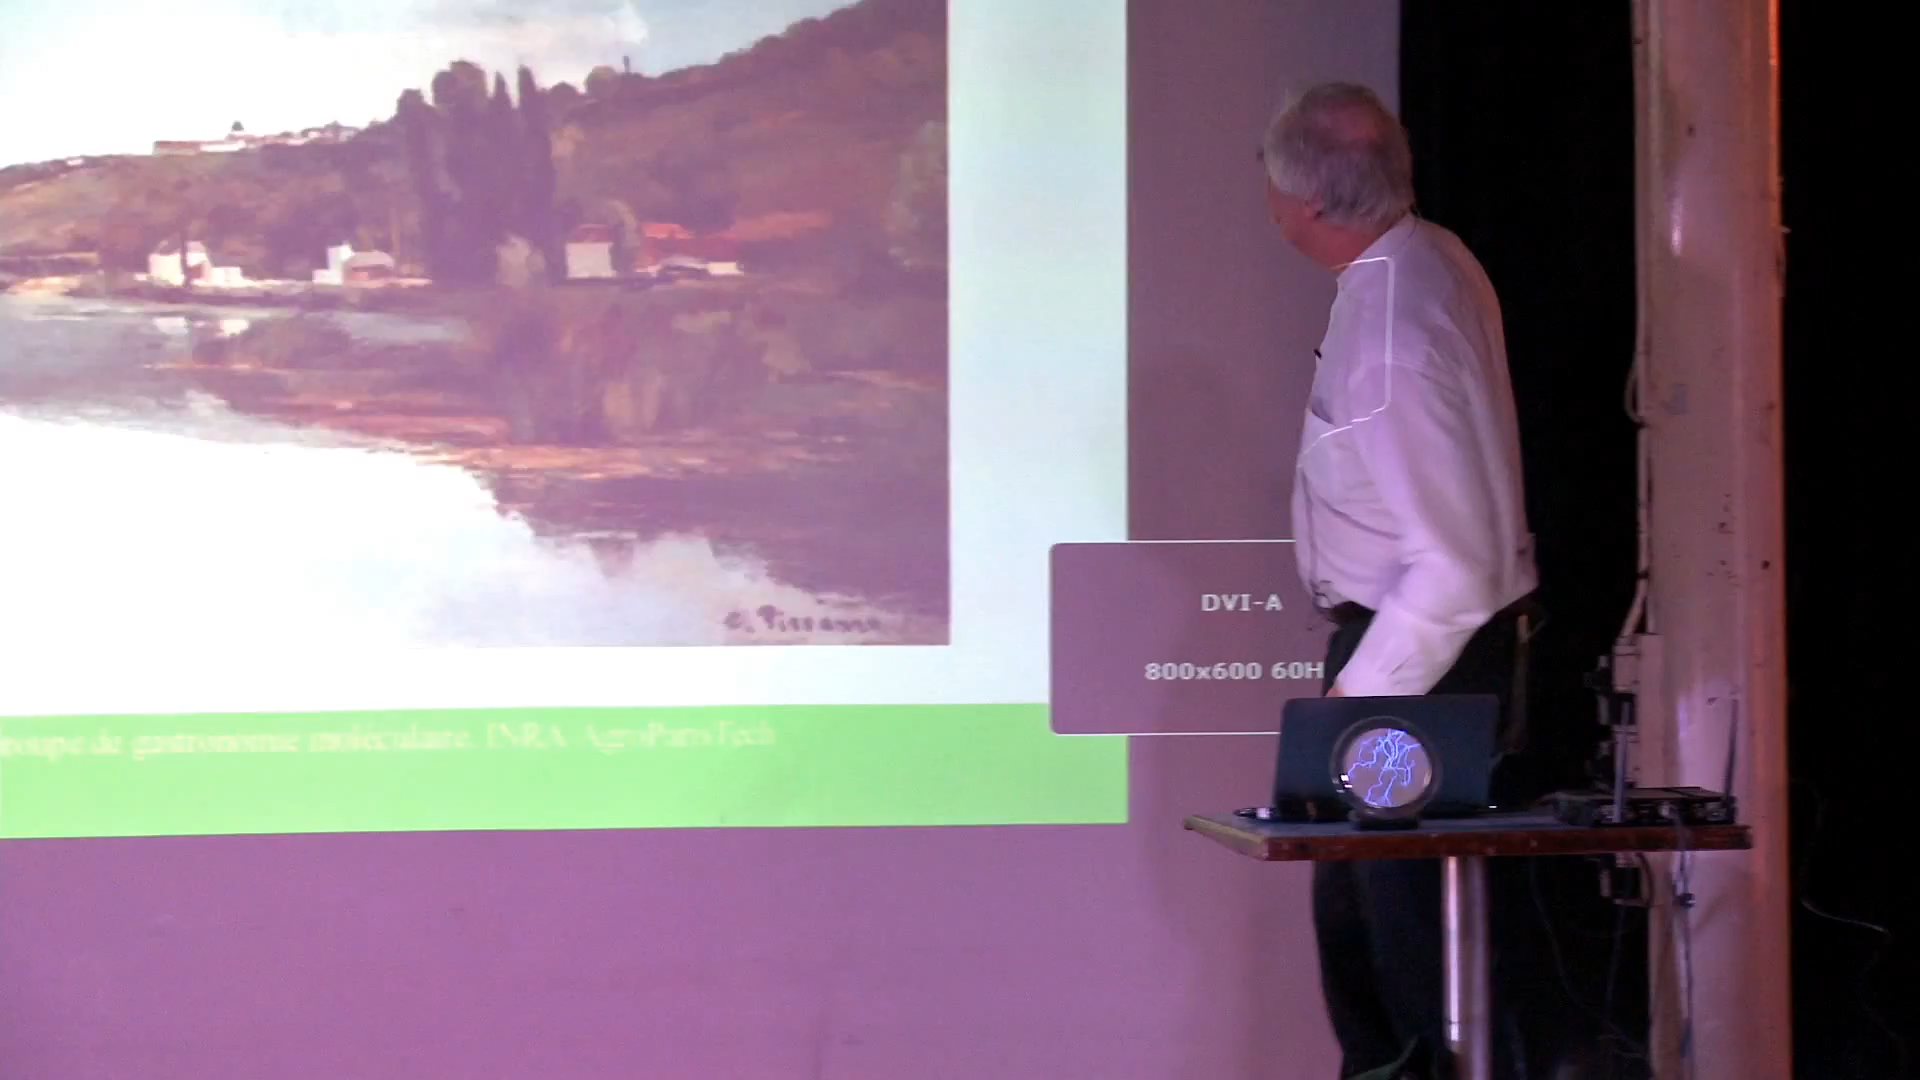 C. Pissarro
DVI-A
800x600 60H
Groupe de gastronomie moléculaire. INRA AgroParisTech